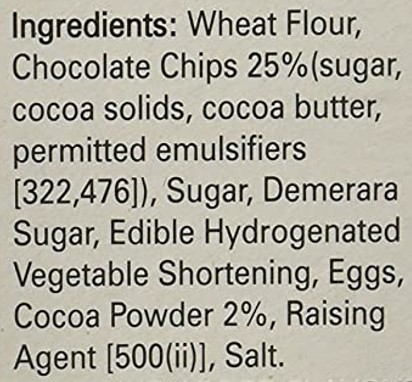 Ingredients: Wheat Flour,
Chocolate Chips 25%(sugar,
cocoa solids, cocoa butter,
permitted emulsifiers
[322,476]), Sugar, Demerara
Sugar, Edible Hydrogenated
Vegetable Shortening, Eggs,
Cocoa Powder 2%, Raising
Agent [500(ii)], Salt.